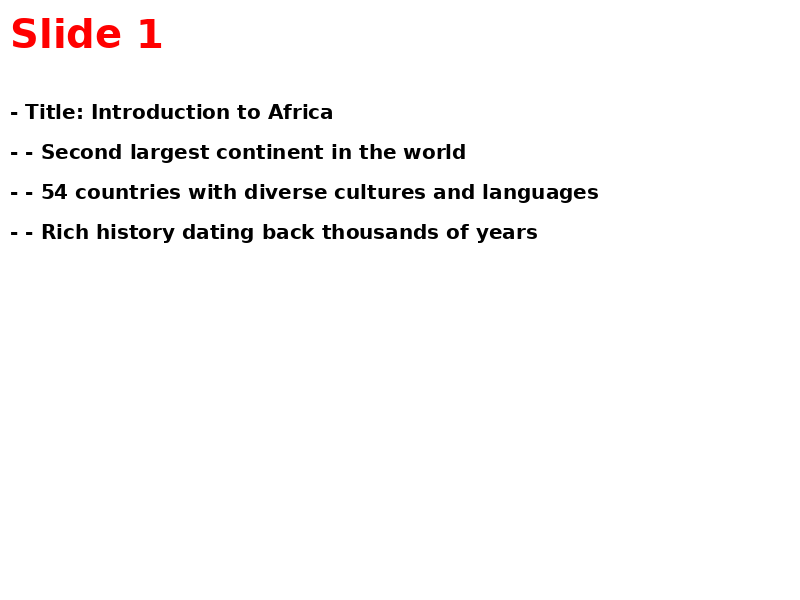 Slide 1
- Title: Introduction to Africa
- - Second largest continent in the world
- - 54 countries with diverse cultures and languages
- - Rich history dating back thousands of years